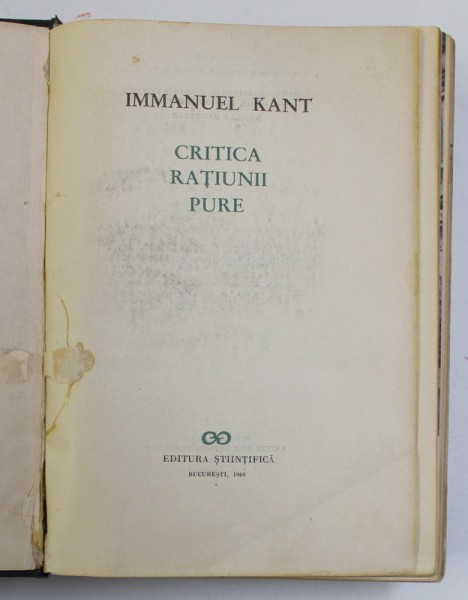 IMMANUEL KANT
CRITICA
RAȚIUNII
PURE
EDITURA ȘTIINȚIFICĂ
BUCUREȘTI, 1969